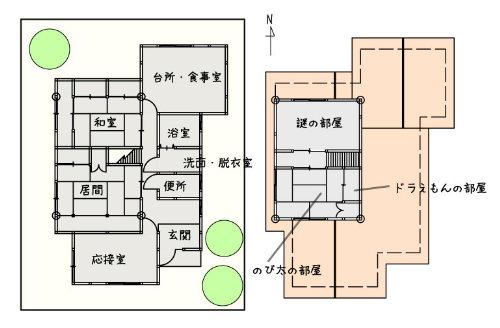 台所・食事室
和室
浴室
洗面・脱衣室
居間
便所
玄関
応接室
N
謎の部屋
ドラえもんの部屋
のび太の部屋